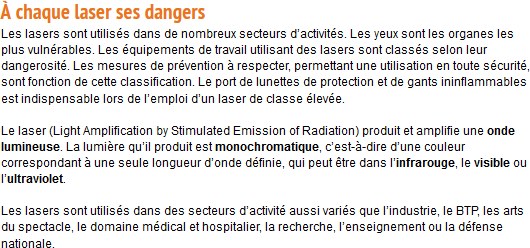 À chaque laser ses dangers
Les lasers sont utilisés dans de nombreux secteurs d’activités. Les yeux sont les organes les
plus vulnérables. Les équipements de travail utilisant des lasers sont classés selon leur
dangerosité. Les mesures de prévention à respecter, permettant une utilisation en toute sécurité,
sont fonction de cette classification. Le port de lunettes de protection et de gants ininflammables
est indispensable lors de l’emploi d’un laser de classe élevée.
Le laser (Light Amplification by Stimulated Emission of Radiation) produit et amplifie une onde
lumineuse. La lumière qu’il produit est monochromatique, c’est-à-dire d’une couleur
correspondant à une seule longueur d’onde définie, qui peut être dans l’infrarouge, le visible ou
l’ultraviolet.
Les lasers sont utilisés dans des secteurs d’activité aussi variés que l’industrie, le BTP, les arts
du spectacle, le domaine médical et hospitalier, la recherche, l’enseignement ou la défense
nationale.